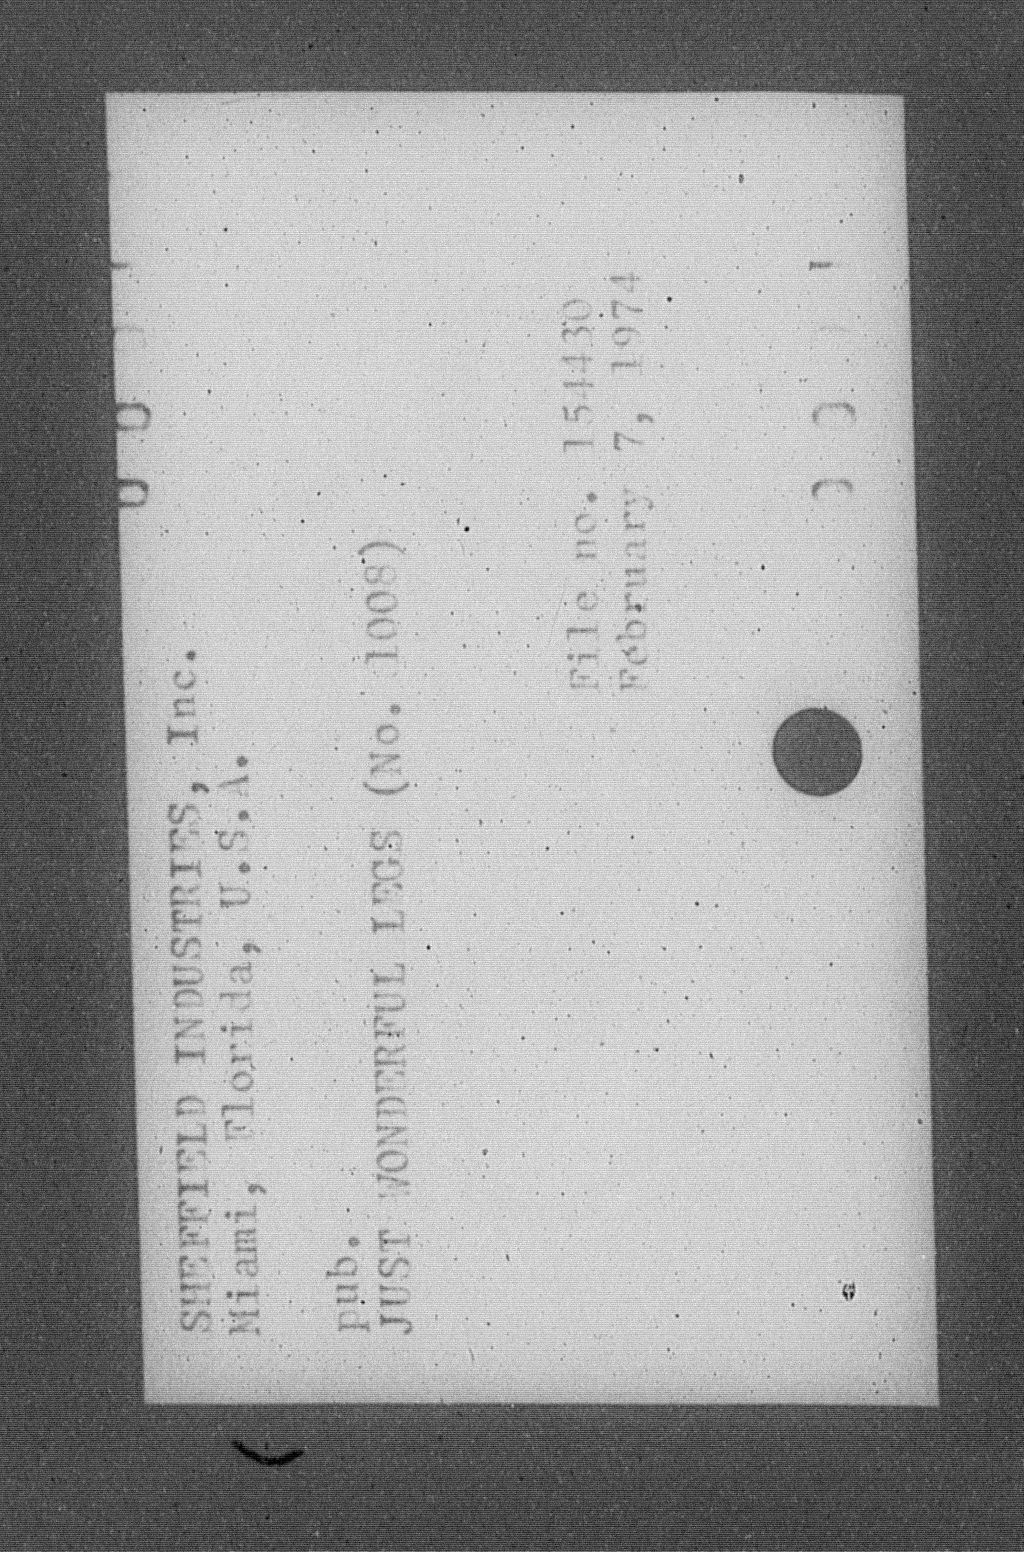 SHEFFIELD INDUSTRIES, Inc.
Miami, Florida, U.S.A.
pub.
JUST WONDERFUL LEGS (No. 1008)
File no. 154430
February 7, 1974